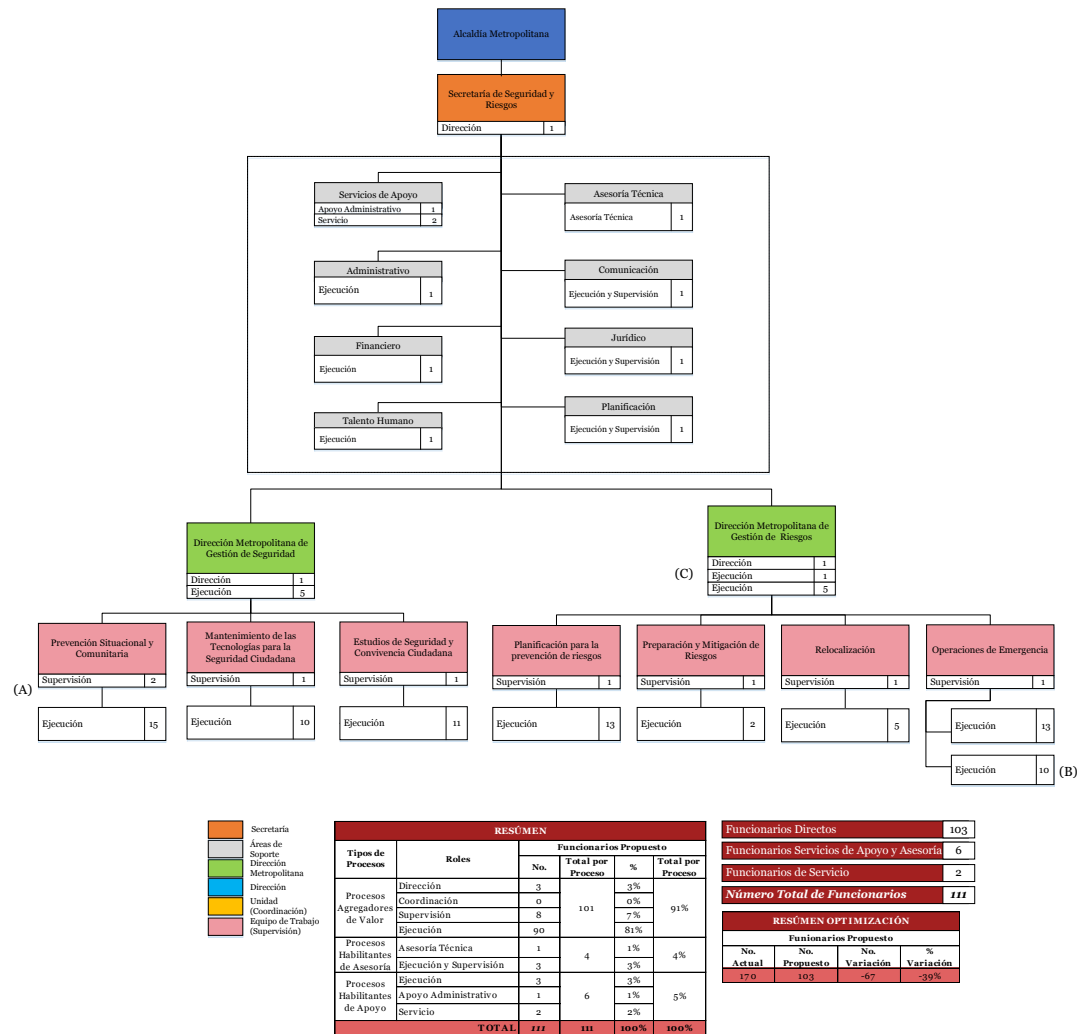 Alcaldía Metropolitana
Secretaría de Seguridad y
Riesgos
Dirección 1
Servicios de Apoyo
Apoyo Administrativo 1
Servicio 2
Asesoría Técnica
Asesoría Técnica 1
Administrativo
Ejecución 1
Comunicación
Ejecución y Supervisión 1
Financiero
Ejecución 1
Jurídico
Ejecución y Supervisión 1
Talento Humano
Ejecución 1
Planificación
Ejecución y Supervisión 1
Dirección Metropolitana de
Gestión de Seguridad
Dirección 1
Ejecución 5
Dirección Metropolitana de
Gestión de Riesgos
(C)
Dirección 1
Ejecución 1
Ejecución 5
Prevención Situacional y
Comunitaria
Supervisión 2
(A)
Ejecución 15
Mantenimiento de las
Tecnologías para la
Seguridad Ciudadana
Supervisión 1
Ejecución 10
Estudios de Seguridad y
Convivencia Ciudadana
Supervisión 1
Ejecución 11
Planificación para la
prevención de riesgos
Supervisión 1
Ejecución 13
Preparación y Mitigación de
Riesgos
Supervisión 1
Ejecución 2
Relocalización
Supervisión 1
Ejecución 5
Operaciones de Emergencia
Supervisión 1
Ejecución 13
Ejecución 10 (B)
Secretaría
Áreas de
Soporte
Dirección
Metropolitana
Dirección
Unidad
(Coordinación)
Equipo de Trabajo
(Supervisión)
RESÚMEN
Tipos de
Procesos
Roles
Funcionarios Propuesto
No.
Total por
Proceso
%
Total por
Proceso
Procesos
Agregadores
de Valor
Dirección 3 3%
Coordinación 0 0%
Supervisión 8 7%
Ejecución 90 81%
101
91%
Procesos
Habilitantes
de Asesoría
Asesoría Técnica 1 1%
Ejecución y Supervisión 3 3%
4
4%
Procesos
Habilitantes
de Apoyo
Ejecución 3 3%
Apoyo Administrativo 1 1%
Servicio 2 2%
6
5%
TOTAL 111 111 100% 100%
Funcionarios Directos 103
Funcionarios Servicios de Apoyo y Asesoría 6
Funcionarios de Servicio 2
Número Total de Funcionarios 111
RESÚMEN OPTIMIZACIÓN
Funionarios Propuesto
No.
Actual
No.
Propuesto
No.
Variación
%
Variación
170 103 -67 -39%